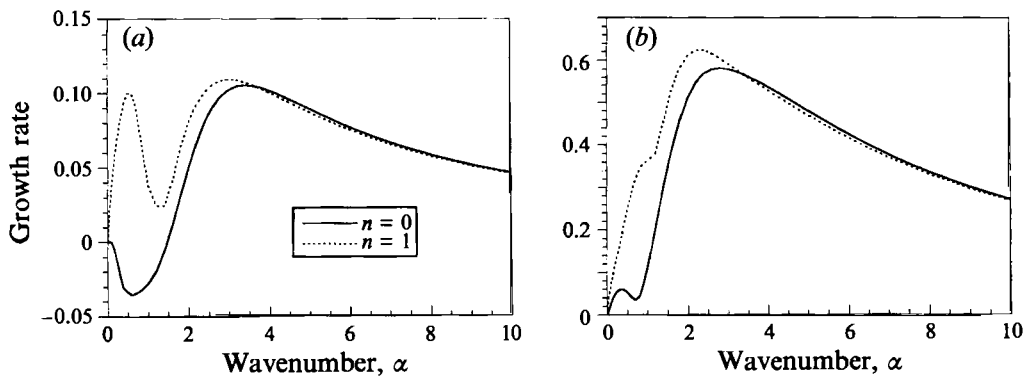 (a)
Growth rate
0.15
0.10
0.05
0
−0.05
n = 0
n = 1
0 2 4 6 8 10
Wavenumber, α
(b)
0.6
0.4
0.2
0
0 2 4 6 8 10
Wavenumber, α